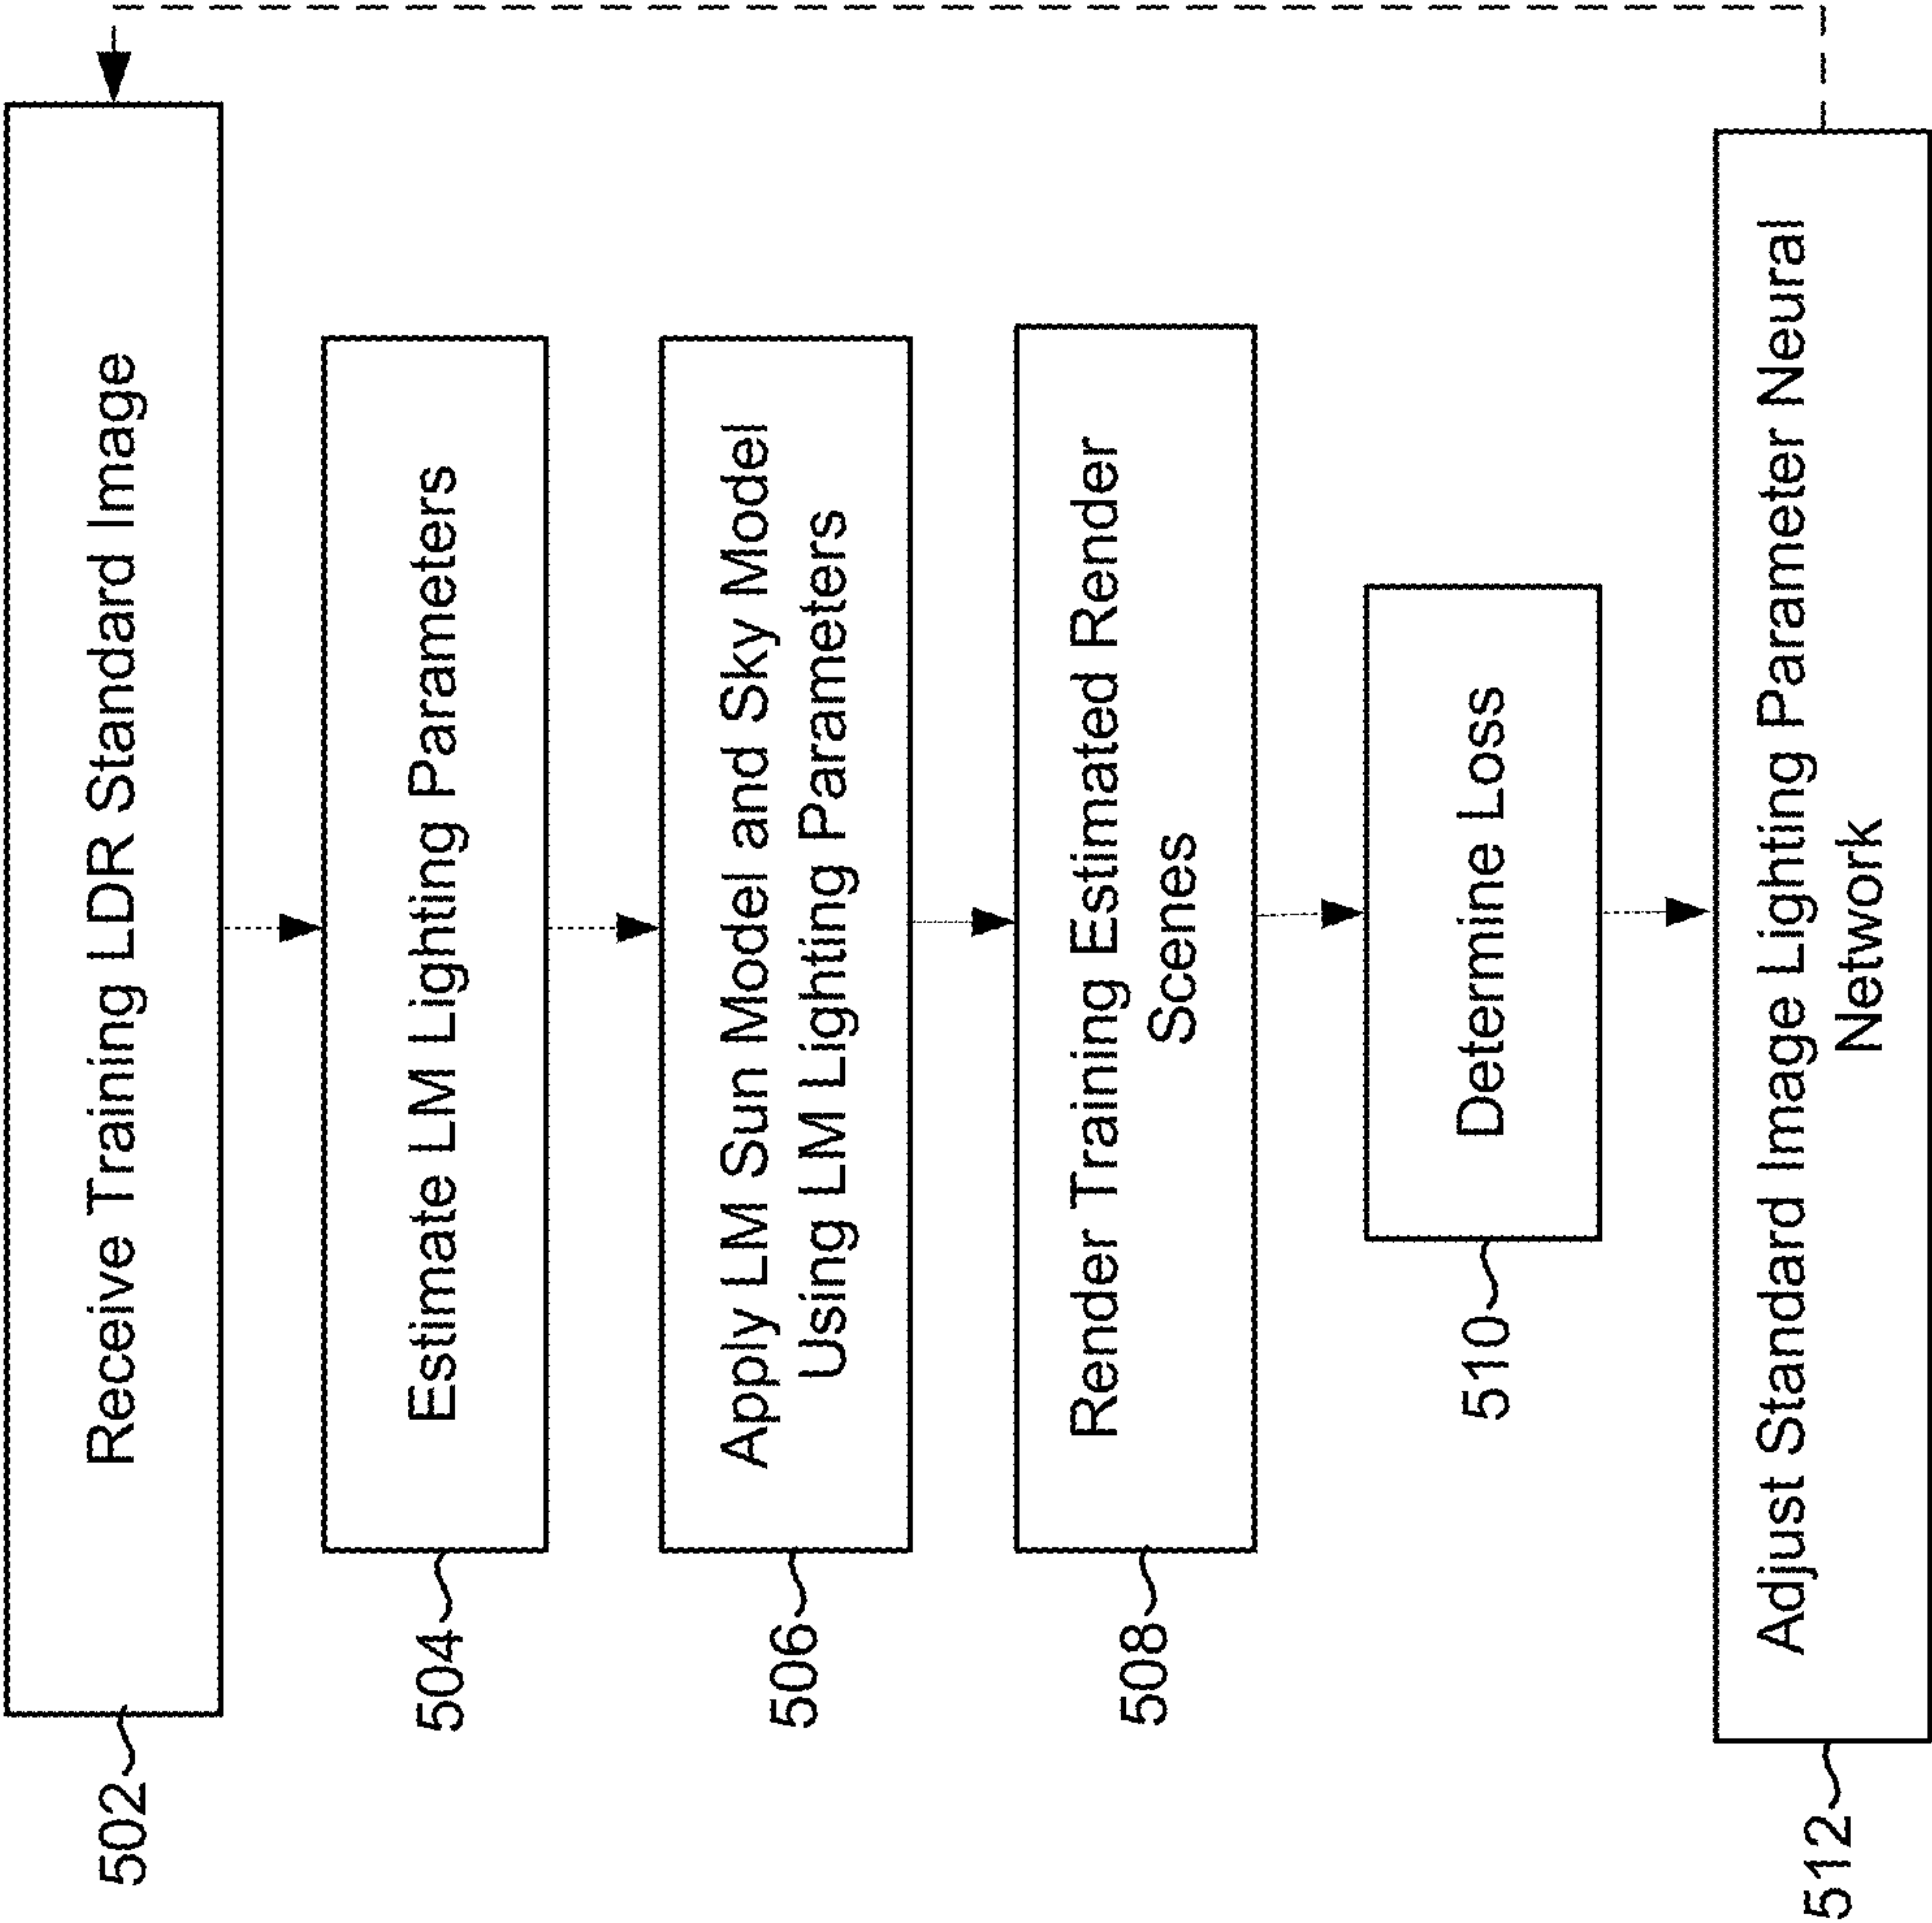 502
Receive Training LDR Standard Image
504
Estimate LM Lighting Parameters
506
Apply LM Sun Model and Sky Model
Using LM Lighting Parameters
508
Render Training Estimated Render
Scenes
510
Determine Loss
512
Adjust Standard Image Lighting Parameter Neural
Network